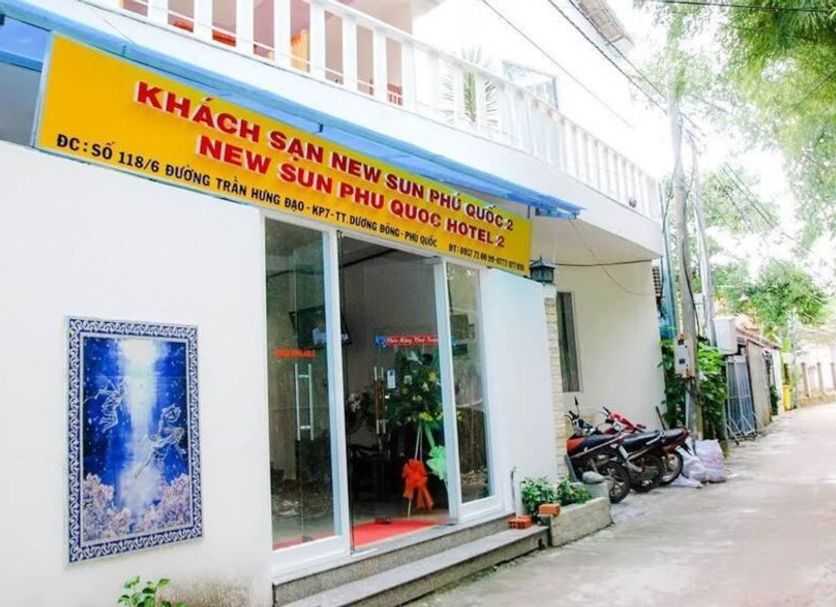 KHÁCH SẠN NEW SUN PHÚ QUỐC 2
NEW SUN PHU QUOC HOTEL 2
ĐC: SỐ 118/6 ĐƯỜNG TRẦN HƯNG ĐẠO - KP7 - TT.DƯƠNG ĐÔNG - PHÚ QUỐC
ĐT: